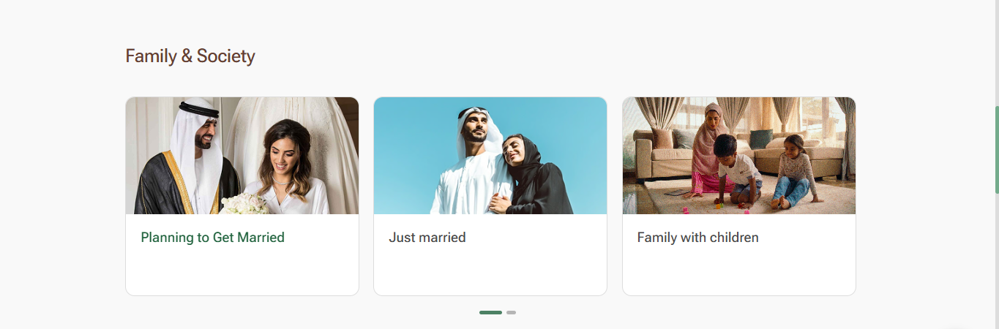 Family & Society
Planning to Get Married
Just married
Family with children